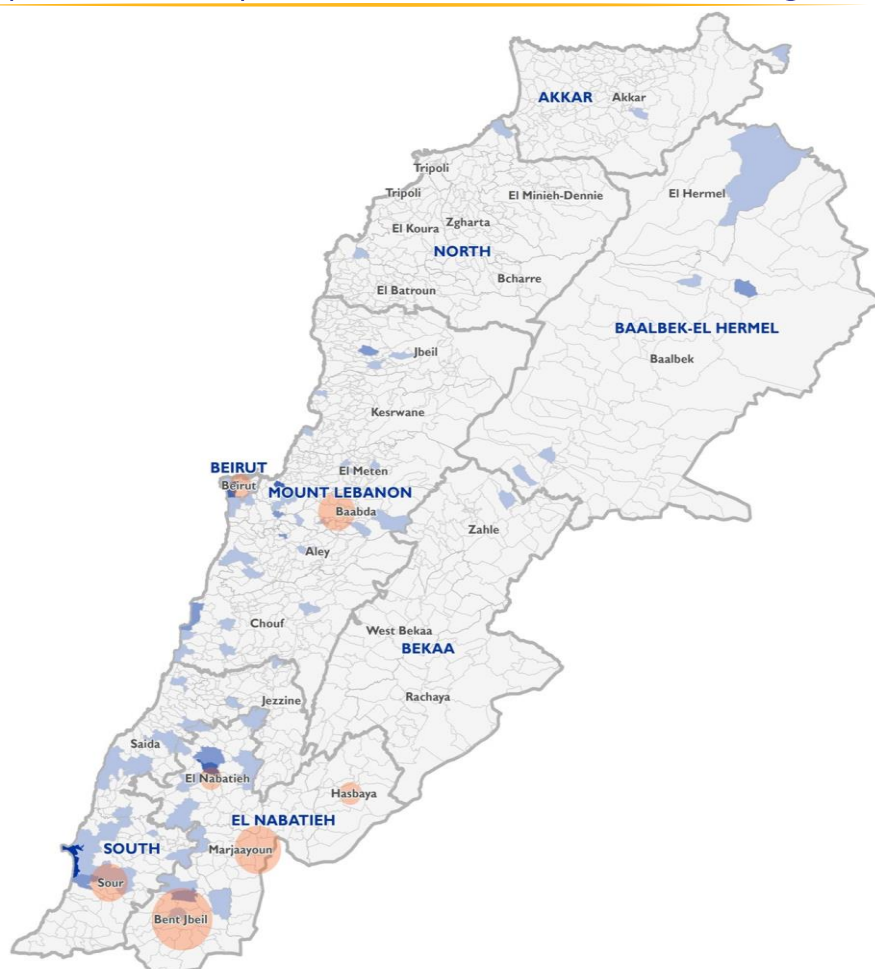 AKKAR Akkar
Tripoli
Tripoli
El Minieh-Dennie
El Hermel
El Koura
Zgharta
NORTH
Bcharre
El Batroun
BAALBEK-EL HERMEL
Baalbek
Jbeil
Kesrwane
BEIRUT
Beirut
El Meten
MOUNT LEBANON
Baabda
Zahle
Aley
Chouf
West Bekaa
BEKAA
Rachaya
Jezzine
Saida
El Nabatieh
Hasbaya
EL NABATIEH
SOUTH
Marjaayoun
Sour
Bent Jbeil